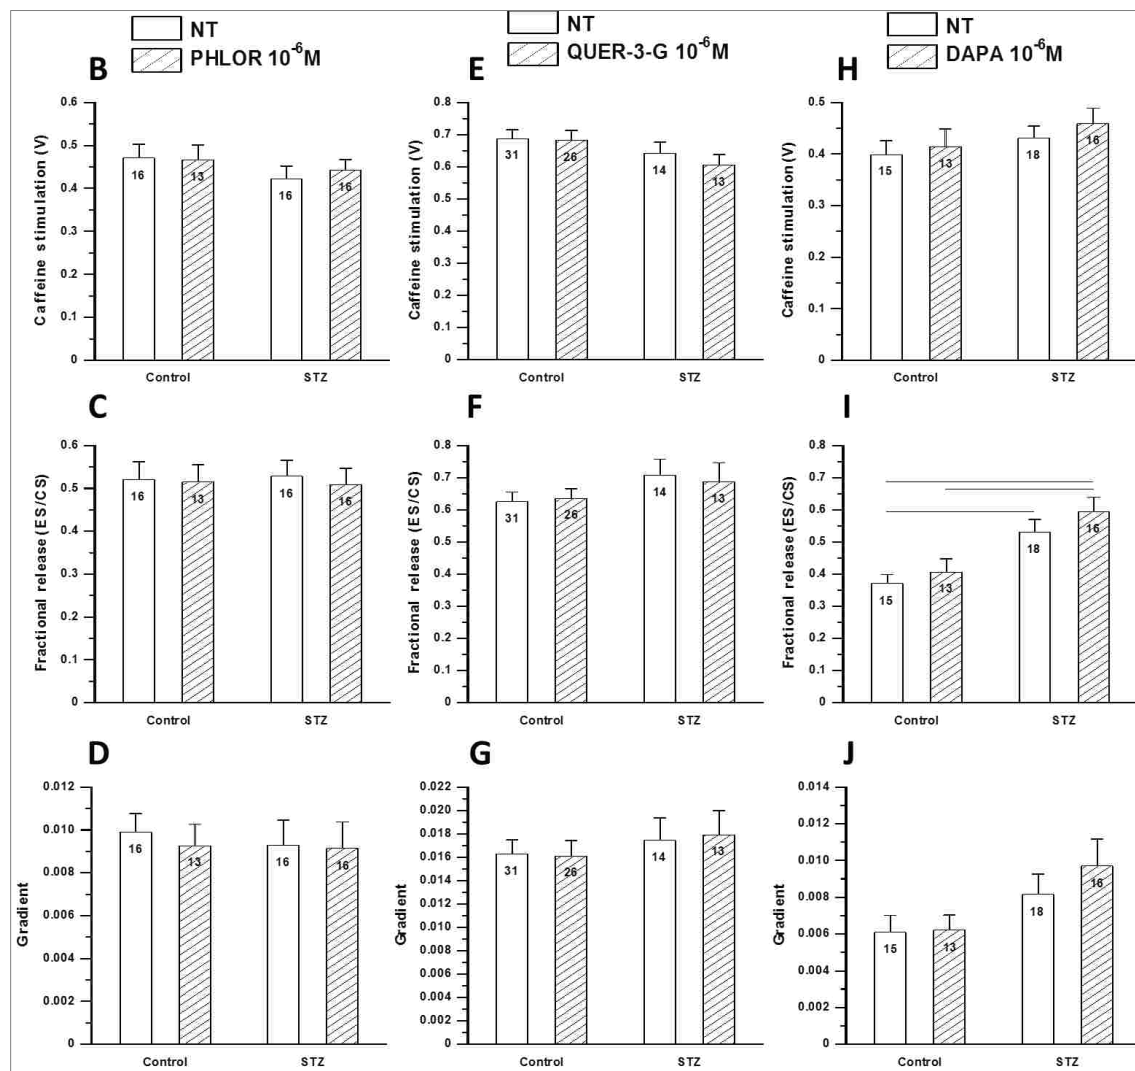 NT
PHLOR 10⁻⁶M
NT
QUER-3-G 10⁻⁶M
NT
DAPA 10⁻⁶M
B
Caffeine stimulation (V)
0.6
0.5
0.4
0.3
0.2
0.1
0
16
13
16
16
Control
STZ
E
Caffeine stimulation (V)
0.8
0.7
0.6
0.5
0.4
0.3
0.2
0.1
0
31
26
14
13
Control
STZ
H
Caffeine stimulation (V)
0.5
0.4
0.3
0.2
0.1
0
15
13
18
16
Control
STZ
C
Fractional release (ES/CS)
0.6
0.5
0.4
0.3
0.2
0.1
0
16
13
16
16
Control
STZ
F
Fractional release (ES/CS)
0.8
0.7
0.6
0.5
0.4
0.3
0.2
0.1
0
31
26
14
13
Control
STZ
I
Fractional release (ES/CS)
0.8
0.7
0.6
0.5
0.4
0.3
0.2
0.1
0
15
13
18
16
Control
STZ
D
Gradient
0.012
0.010
0.008
0.006
0.004
0.002
0
16
13
16
16
Control
STZ
G
Gradient
0.022
0.020
0.018
0.016
0.014
0.012
0.010
0.008
0.006
0.004
0.002
0
31
26
14
13
Control
STZ
J
Gradient
0.014
0.012
0.010
0.008
0.006
0.004
0.002
0
15
13
18
16
Control
STZ